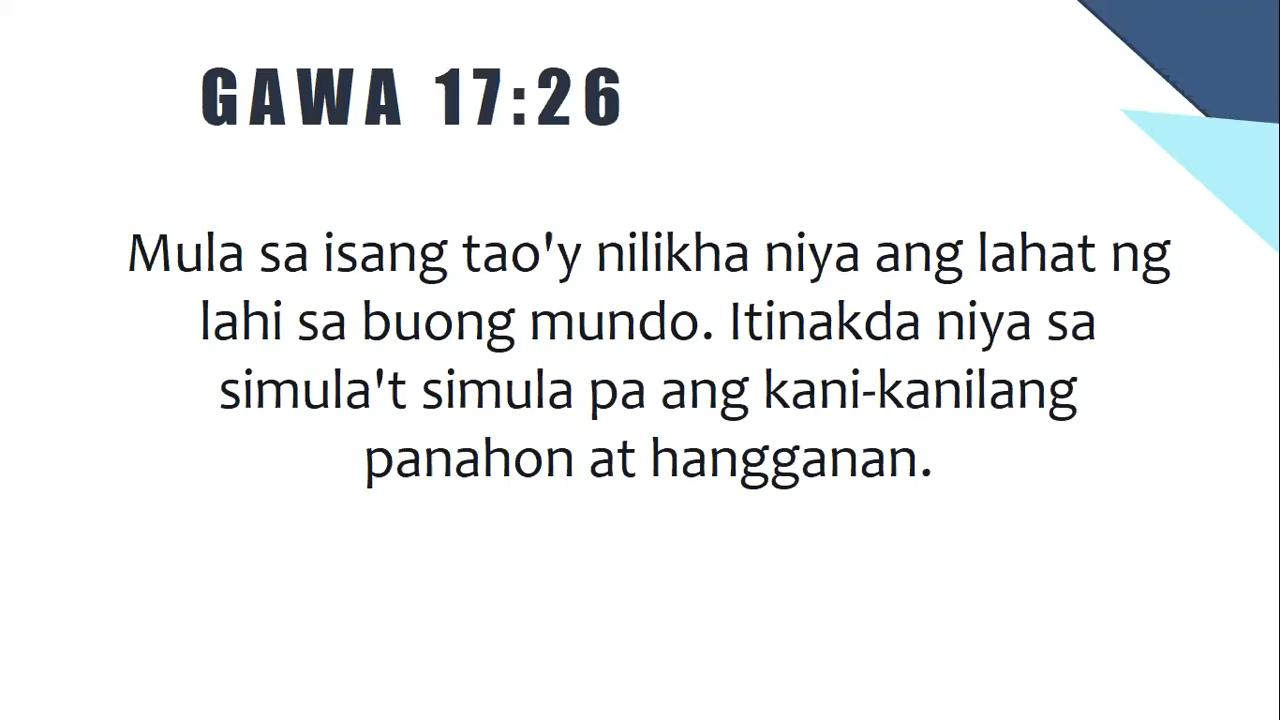 GAWA 17:26
Mula sa isang tao'y nilikha niya ang lahat ng
lahi sa buong mundo. Itinakda niya sa
simula't simula pa ang kani-kanilang
panahon at hangganan.